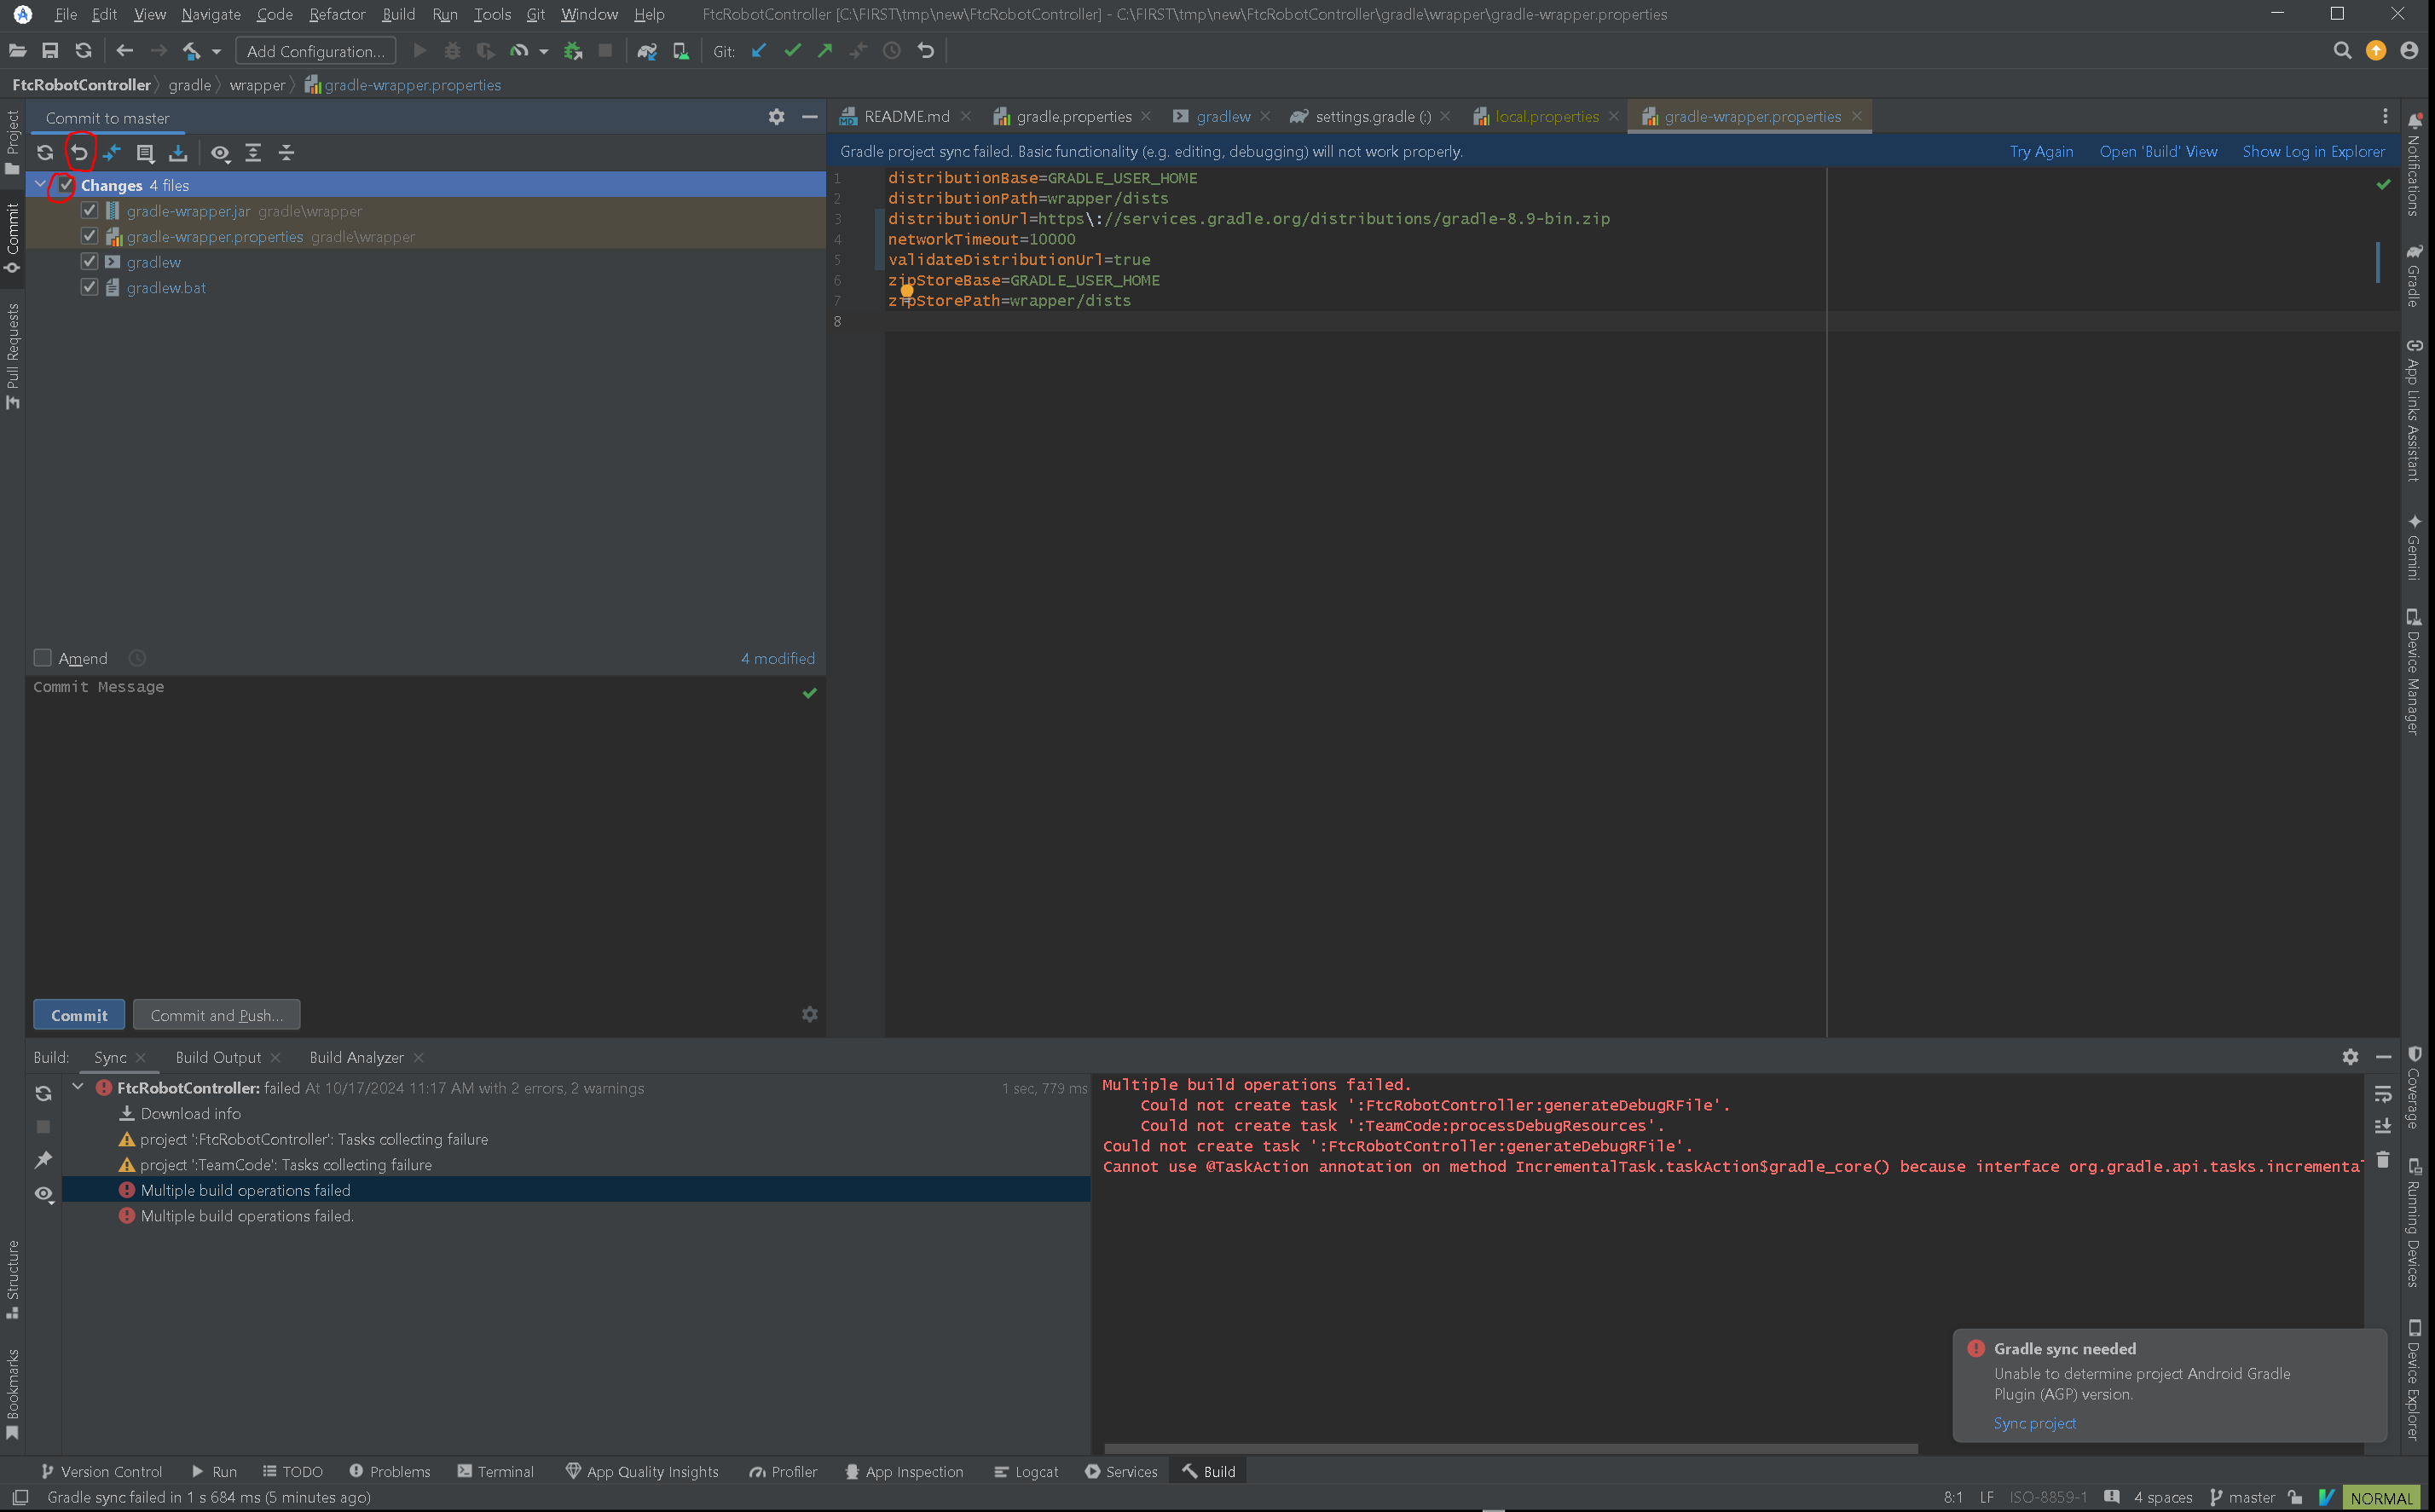 File Edit View Navigate Code Refactor Build Run Tools Git Window Help FtcRobotController [C:\FIRST\tmp\new\FtcRobotController] - C:\FIRST\tmp\new\FtcRobotController\gradle\wrapper\gradle-wrapper.properties
Add Configuration... Git:
FtcRobotController gradle wrapper gradle-wrapper.properties
Project
Commit
Pull Requests
Structure
Bookmarks
Commit to master
Changes 4 files
gradle-wrapper.jar gradle\wrapper
gradle-wrapper.properties gradle\wrapper
gradlew
gradlew.bat
Amend 4 modified
Commit Message
Commit Commit and Push...
README.md gradle.properties gradlew settings.gradle (:) local.properties gradle-wrapper.properties
Gradle project sync failed. Basic functionality (e.g. editing, debugging) will not work properly. Try Again Open 'Build' View Show Log in Explorer
1 distributionBase=GRADLE_USER_HOME
2 distributionPath=wrapper/dists
3 distributionUrl=https\://services.gradle.org/distributions/gradle-8.9-bin.zip
4 networkTimeout=10000
5 validateDistributionUrl=true
6 zipStoreBase=GRADLE_USER_HOME
7 zipStorePath=wrapper/dists
8
Notifications
Gradle
App Links Assistant
Gemini
Device Manager
Coverage
Running Devices
Device Explorer
Build: Sync Build Output Build Analyzer
FtcRobotController: failed At 10/17/2024 11:17 AM with 2 errors, 2 warnings 1 sec, 779 ms
Download info
project ':FtcRobotController': Tasks collecting failure
project ':TeamCode': Tasks collecting failure
Multiple build operations failed
Multiple build operations failed.
Multiple build operations failed.
Could not create task ':FtcRobotController:generateDebugRFile'.
Could not create task ':TeamCode:processDebugResources'.
Could not create task ':FtcRobotController:generateDebugRFile'.
Cannot use @TaskAction annotation on method IncrementalTask.taskAction$gradle_core() because interface org.gradle.api.tasks.incremental
Gradle sync needed
Unable to determine project Android Gradle
Plugin (AGP) version.
Sync project
Version Control Run TODO Problems Terminal App Quality Insights Profiler App Inspection Logcat Services Build
Gradle sync failed in 1 s 684 ms (5 minutes ago) 8:1 LF ISO-8859-1 4 spaces master NORMAL